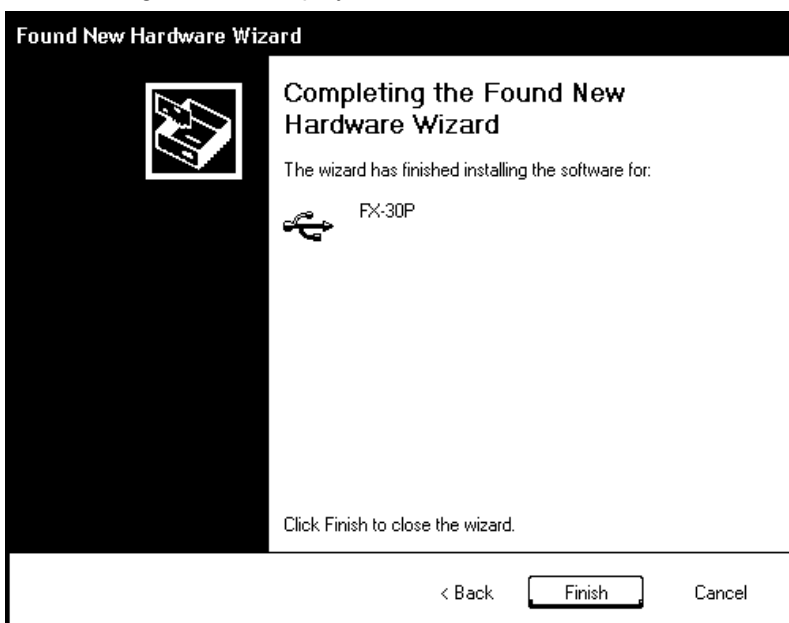 Found New Hardware Wizard
Completing the Found New
Hardware Wizard
The wizard has finished installing the software for:
FX-30P
Click Finish to close the wizard.
< Back Finish Cancel